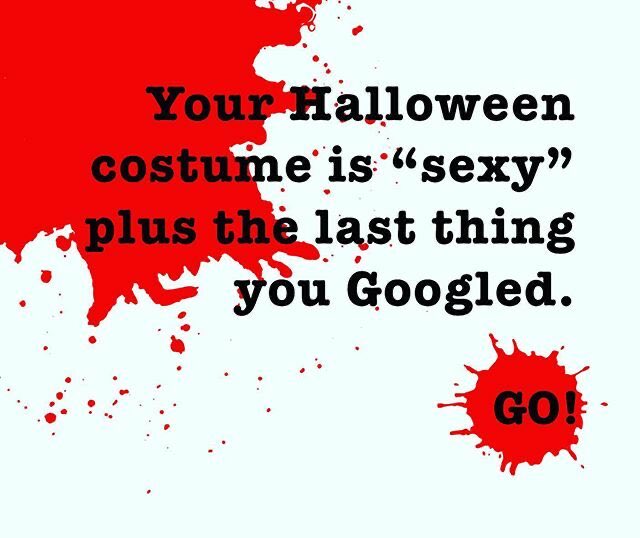 Your Halloween
costume is “sexy”
plus the last thing
you Googled.
GO!